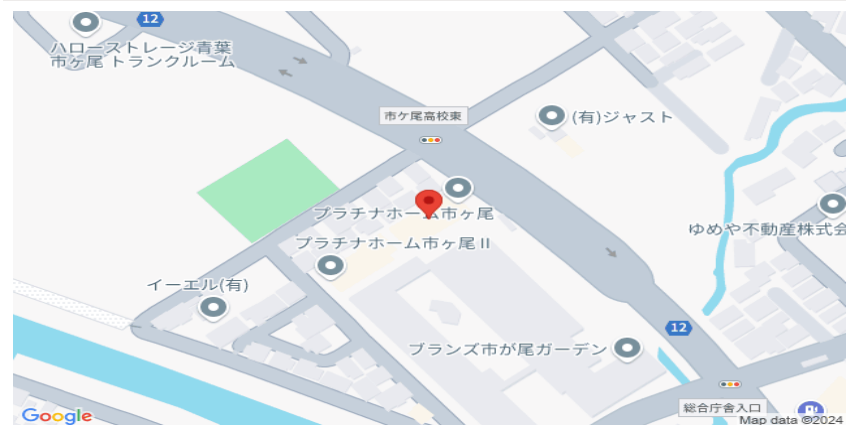 12
ハローストレージ青葉
市ヶ尾 トランクルーム
市ケ尾高校東
(有)ジャスト
プラチナホーム市ヶ尾
ゆめや不動産株式会
プラチナホーム市ヶ尾 II
イーエル(有)
12
ブランズ市が尾ガーデン
総合庁舎入口
Google
Map data ©2024